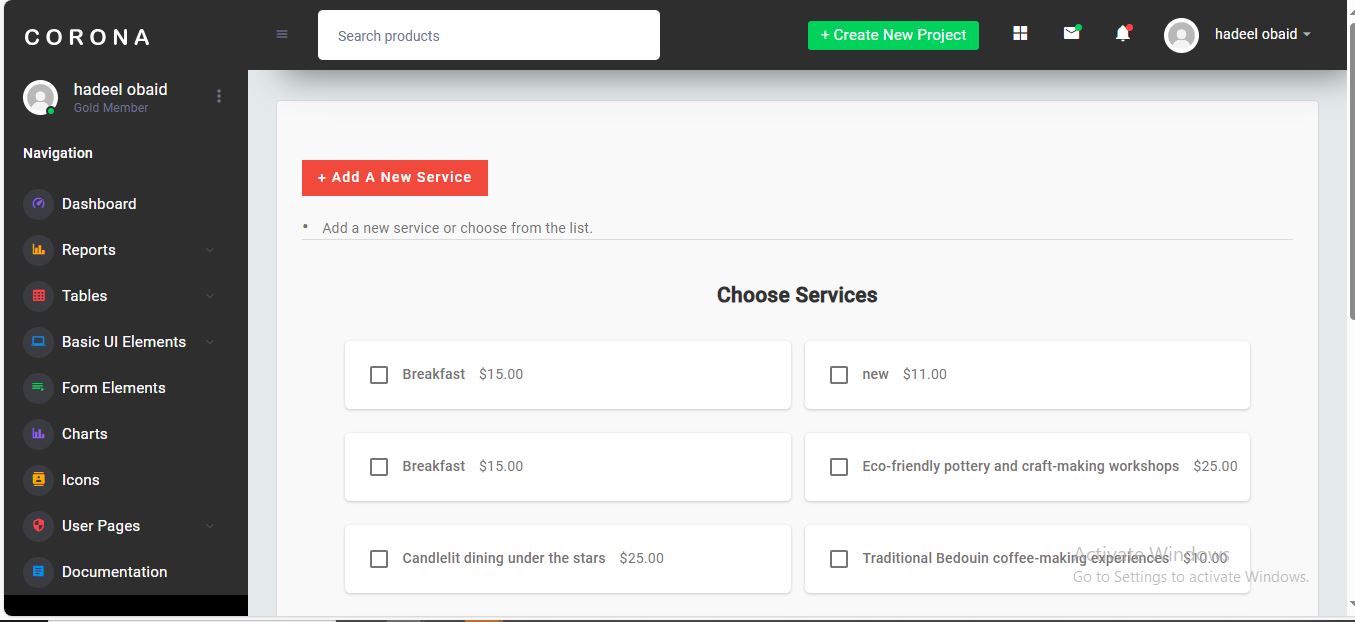 CORONA
Search products
+ Create New Project
hadeel obaid
hadeel obaid
Gold Member
Navigation
Dashboard
Reports
Tables
Basic UI Elements
Form Elements
Charts
Icons
User Pages
Documentation
+ Add A New Service
• Add a new service or choose from the list.
Choose Services
Breakfast $15.00
new $11.00
Breakfast $15.00
Eco-friendly pottery and craft-making workshops $25.00
Candlelit dining under the stars $25.00
Traditional Bedouin coffee-making experiences $10.00
Activate Windows
Go to Settings to activate Windows.